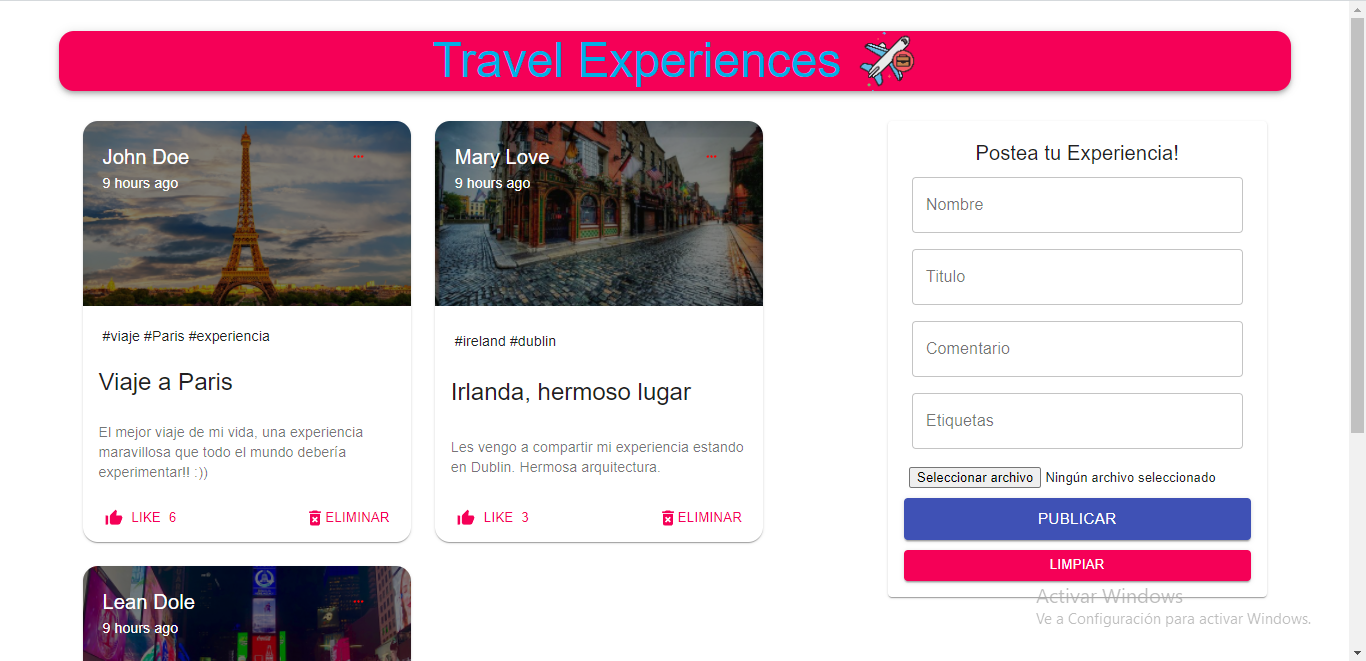 Travel Experiences
John Doe
...
9 hours ago
#viaje #Paris #experiencia
Viaje a Paris
El mejor viaje de mi vida, una experiencia
maravillosa que todo el mundo debería
experimentar!! :))
LIKE 6
ELIMINAR
Mary Love
...
9 hours ago
#ireland #dublin
Irlanda, hermoso lugar
Les vengo a compartir mi experiencia estando
en Dublin. Hermosa arquitectura.
LIKE 3
ELIMINAR
Lean Dole
...
9 hours ago
Postea tu Experiencia!
Nombre
Titulo
Comentario
Etiquetas
Seleccionar archivo Ningún archivo seleccionado
PUBLICAR
LIMPIAR
Activar Windows
Ve a Configuración para activar Windows.